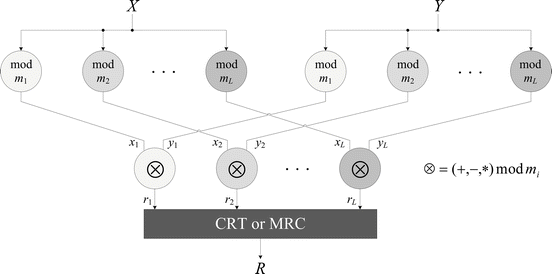 X Y
mod mod mod mod mod mod
m1 m2 · · · mL m1 m2 · · · mL
x1 y1 x2 y2 xL yL
⊗ ⊗ · · · ⊗ ⊗ = (+,−,*) mod mi
r1 r2 rL
CRT or MRC
R